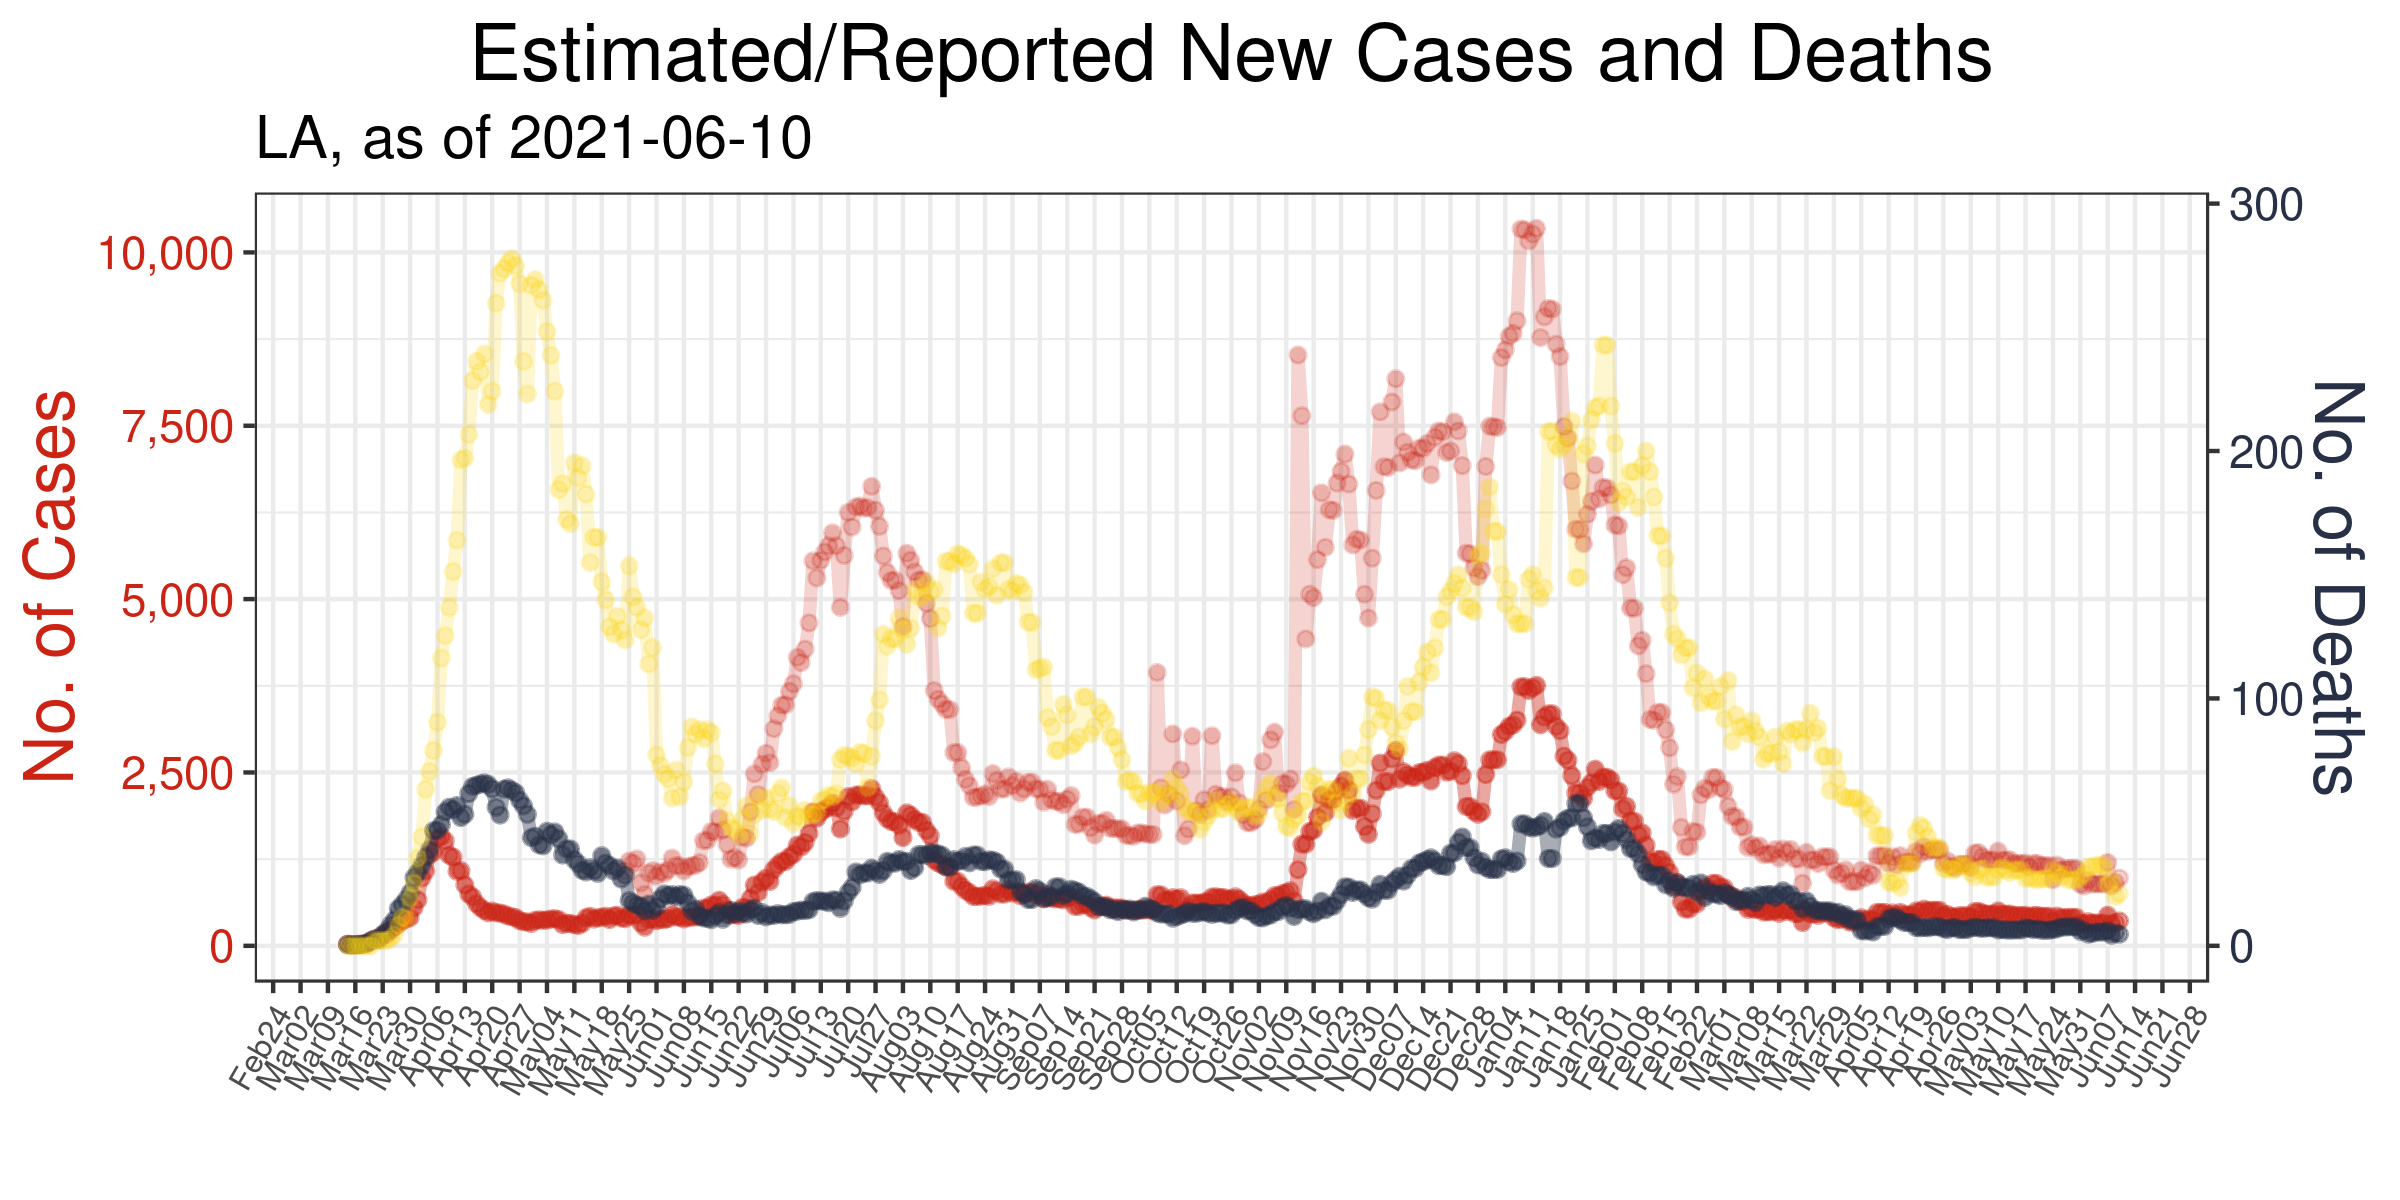 Estimated/Reported New Cases and Deaths
LA, as of 2021-06-10
No. of Cases
10,000
7,500
5,000
2,500
0
300
200
100
0
No. of Deaths
Feb24
Mar02
Mar09
Mar16
Mar23
Mar30
Apr06
Apr13
Apr20
Apr27
May04
May11
May18
May25
Jun01
Jun08
Jun15
Jun22
Jun29
Jul06
Jul13
Jul20
Jul27
Aug03
Aug10
Aug17
Aug24
Aug31
Sep07
Sep14
Sep21
Sep28
Oct05
Oct12
Oct19
Oct26
Nov02
Nov09
Nov16
Nov23
Nov30
Dec07
Dec14
Dec21
Dec28
Jan04
Jan11
Jan18
Jan25
Feb01
Feb08
Feb15
Feb22
Mar01
Mar08
Mar15
Mar22
Mar29
Apr05
Apr12
Apr19
Apr26
May03
May10
May17
May24
May31
Jun07
Jun14
Jun21
Jun28